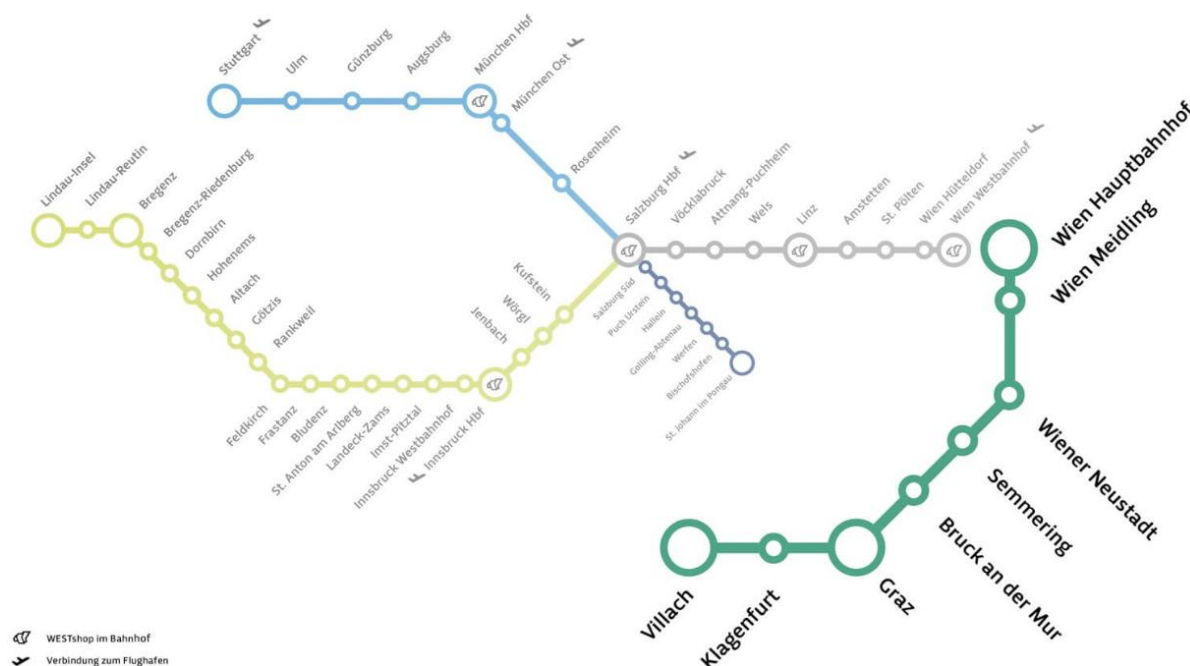 Stuttgart
Ulm
Günzburg
Augsburg
München Hbf
München Ost
Rosenheim
Lindau-Insel
Lindau-Reutin
Bregenz
Bregenz-Riedenburg
Dornbirn
Hohenems
Altach
Götzis
Rankweil
Feldkirch
Frastanz
Bludenz
St. Anton am Arlberg
Landeck-Zams
Imst-Pitztal
Innsbruck Westbahnhof
Innsbruck Hbf
Jenbach
Wörgl
Kufstein
Salzburg Hbf
Vöcklabruck
Attnang-Puchheim
Wels
Linz
Amstetten
St. Pölten
Wien Hütteldorf
Wien Westbahnhof
Salzburg Süd
Puch Urstein
Hallein
Golling-Abtenau
Werfen
Bischofshofen
St. Johann im Pongau
Wien Hauptbahnhof
Wien Meidling
Wiener Neustadt
Semmering
Bruck an der Mur
Graz
Klagenfurt
Villach
WESTshop im Bahnhof
Verbindung zum Flughafen